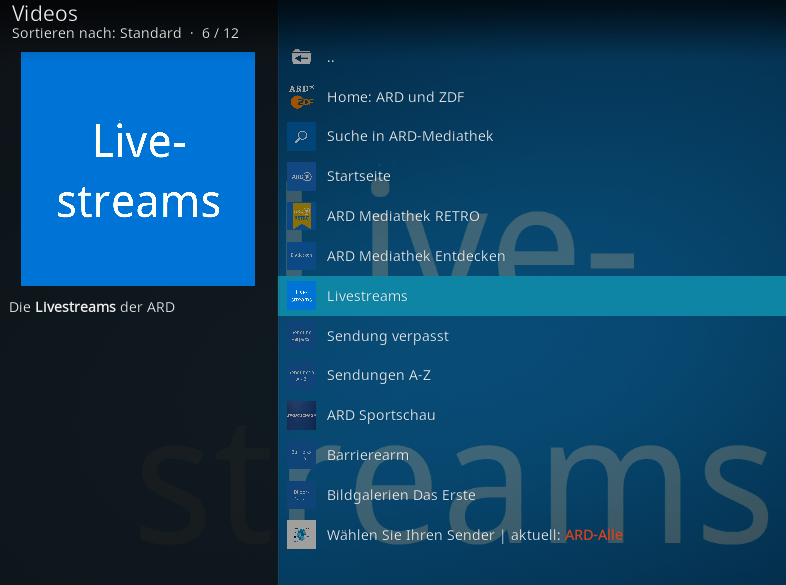 Videos
Sortieren nach: Standard · 6 / 12
Live-
streams
Die Livestreams der ARD
..
Home: ARD und ZDF
Suche in ARD-Mediathek
Startseite
ARD Mediathek RETRO
ARD Mediathek Entdecken
Livestreams
Sendung verpasst
Sendungen A-Z
ARD Sportschau
Barrierearm
Bildgalerien Das Erste
Wählen Sie Ihren Sender | aktuell: ARD-Alle
Live-
streams